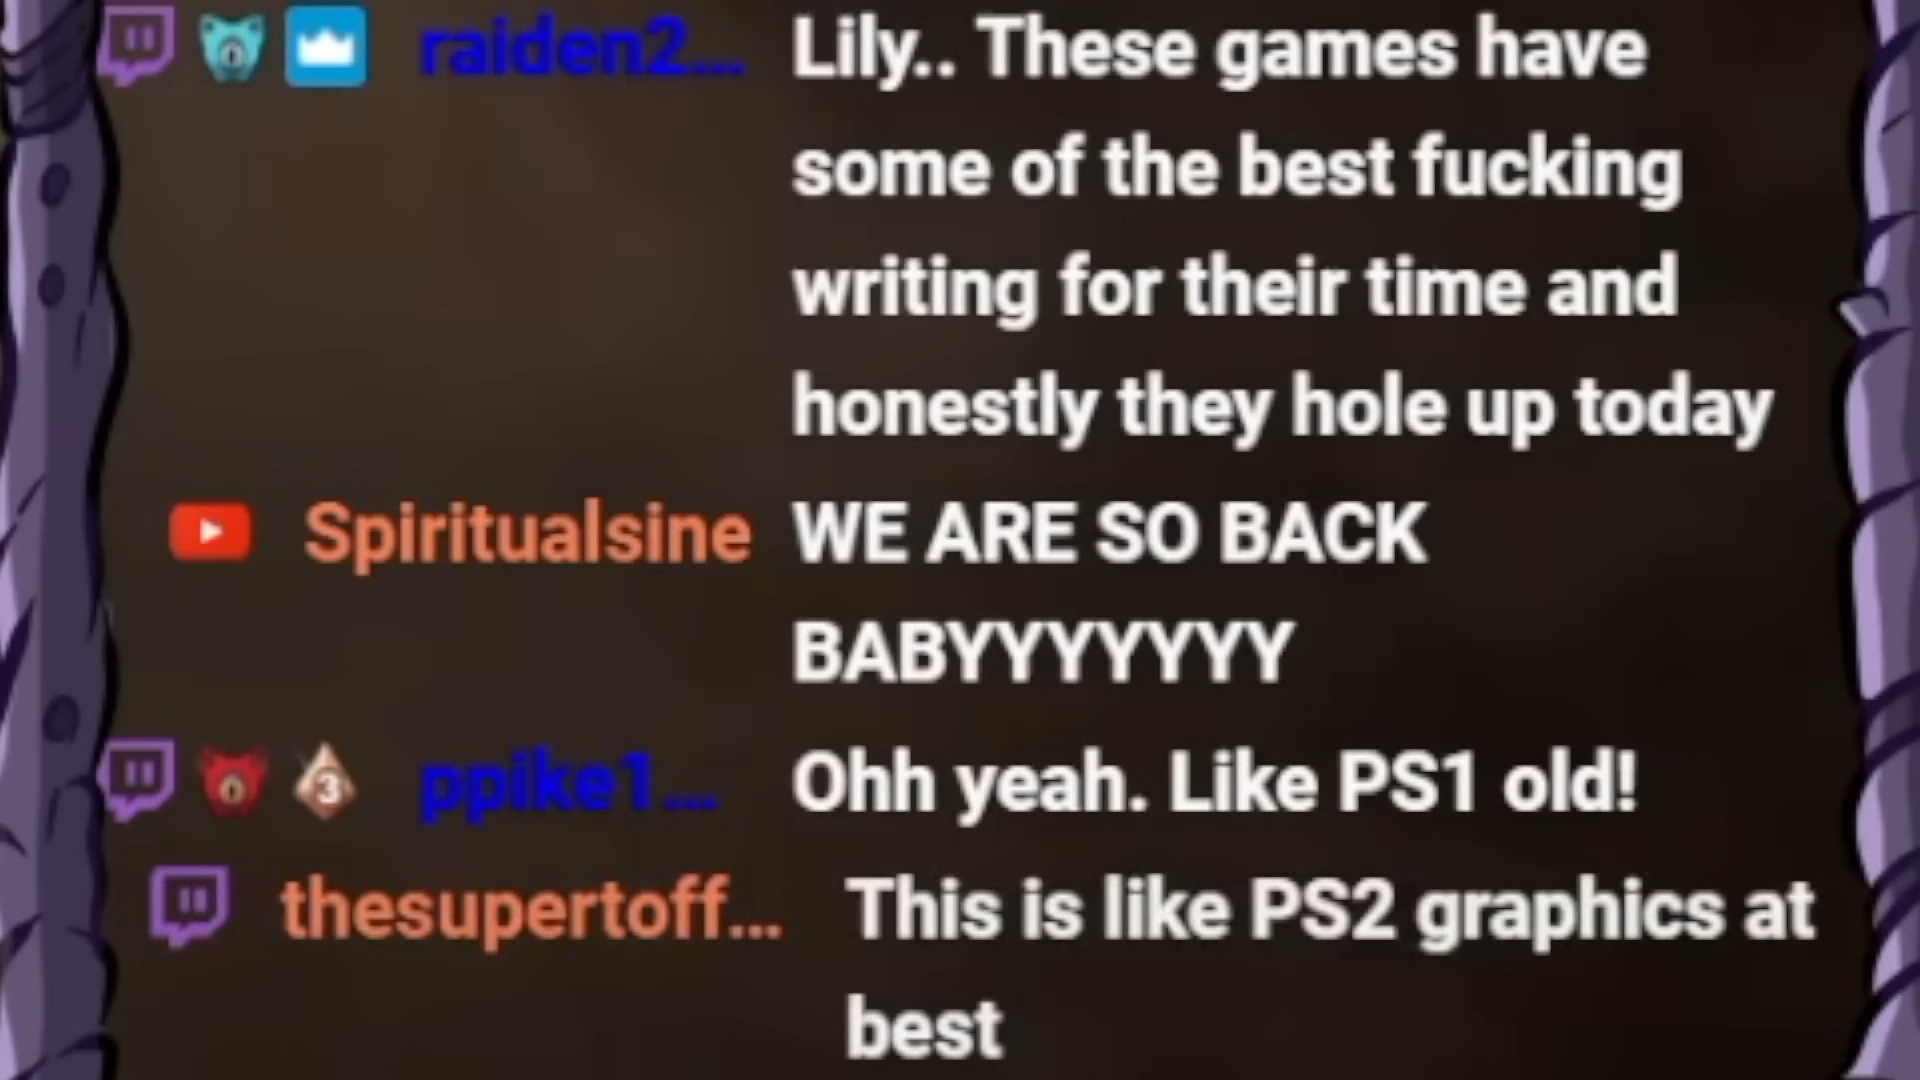 raiden2... Lily.. These games have
some of the best fucking
writing for their time and
honestly they hole up today
Spiritualsine WE ARE SO BACK
BABYYYYYYY
3 ppike1... Ohh yeah. Like PS1 old!
thesupertoff... This is like PS2 graphics at
best